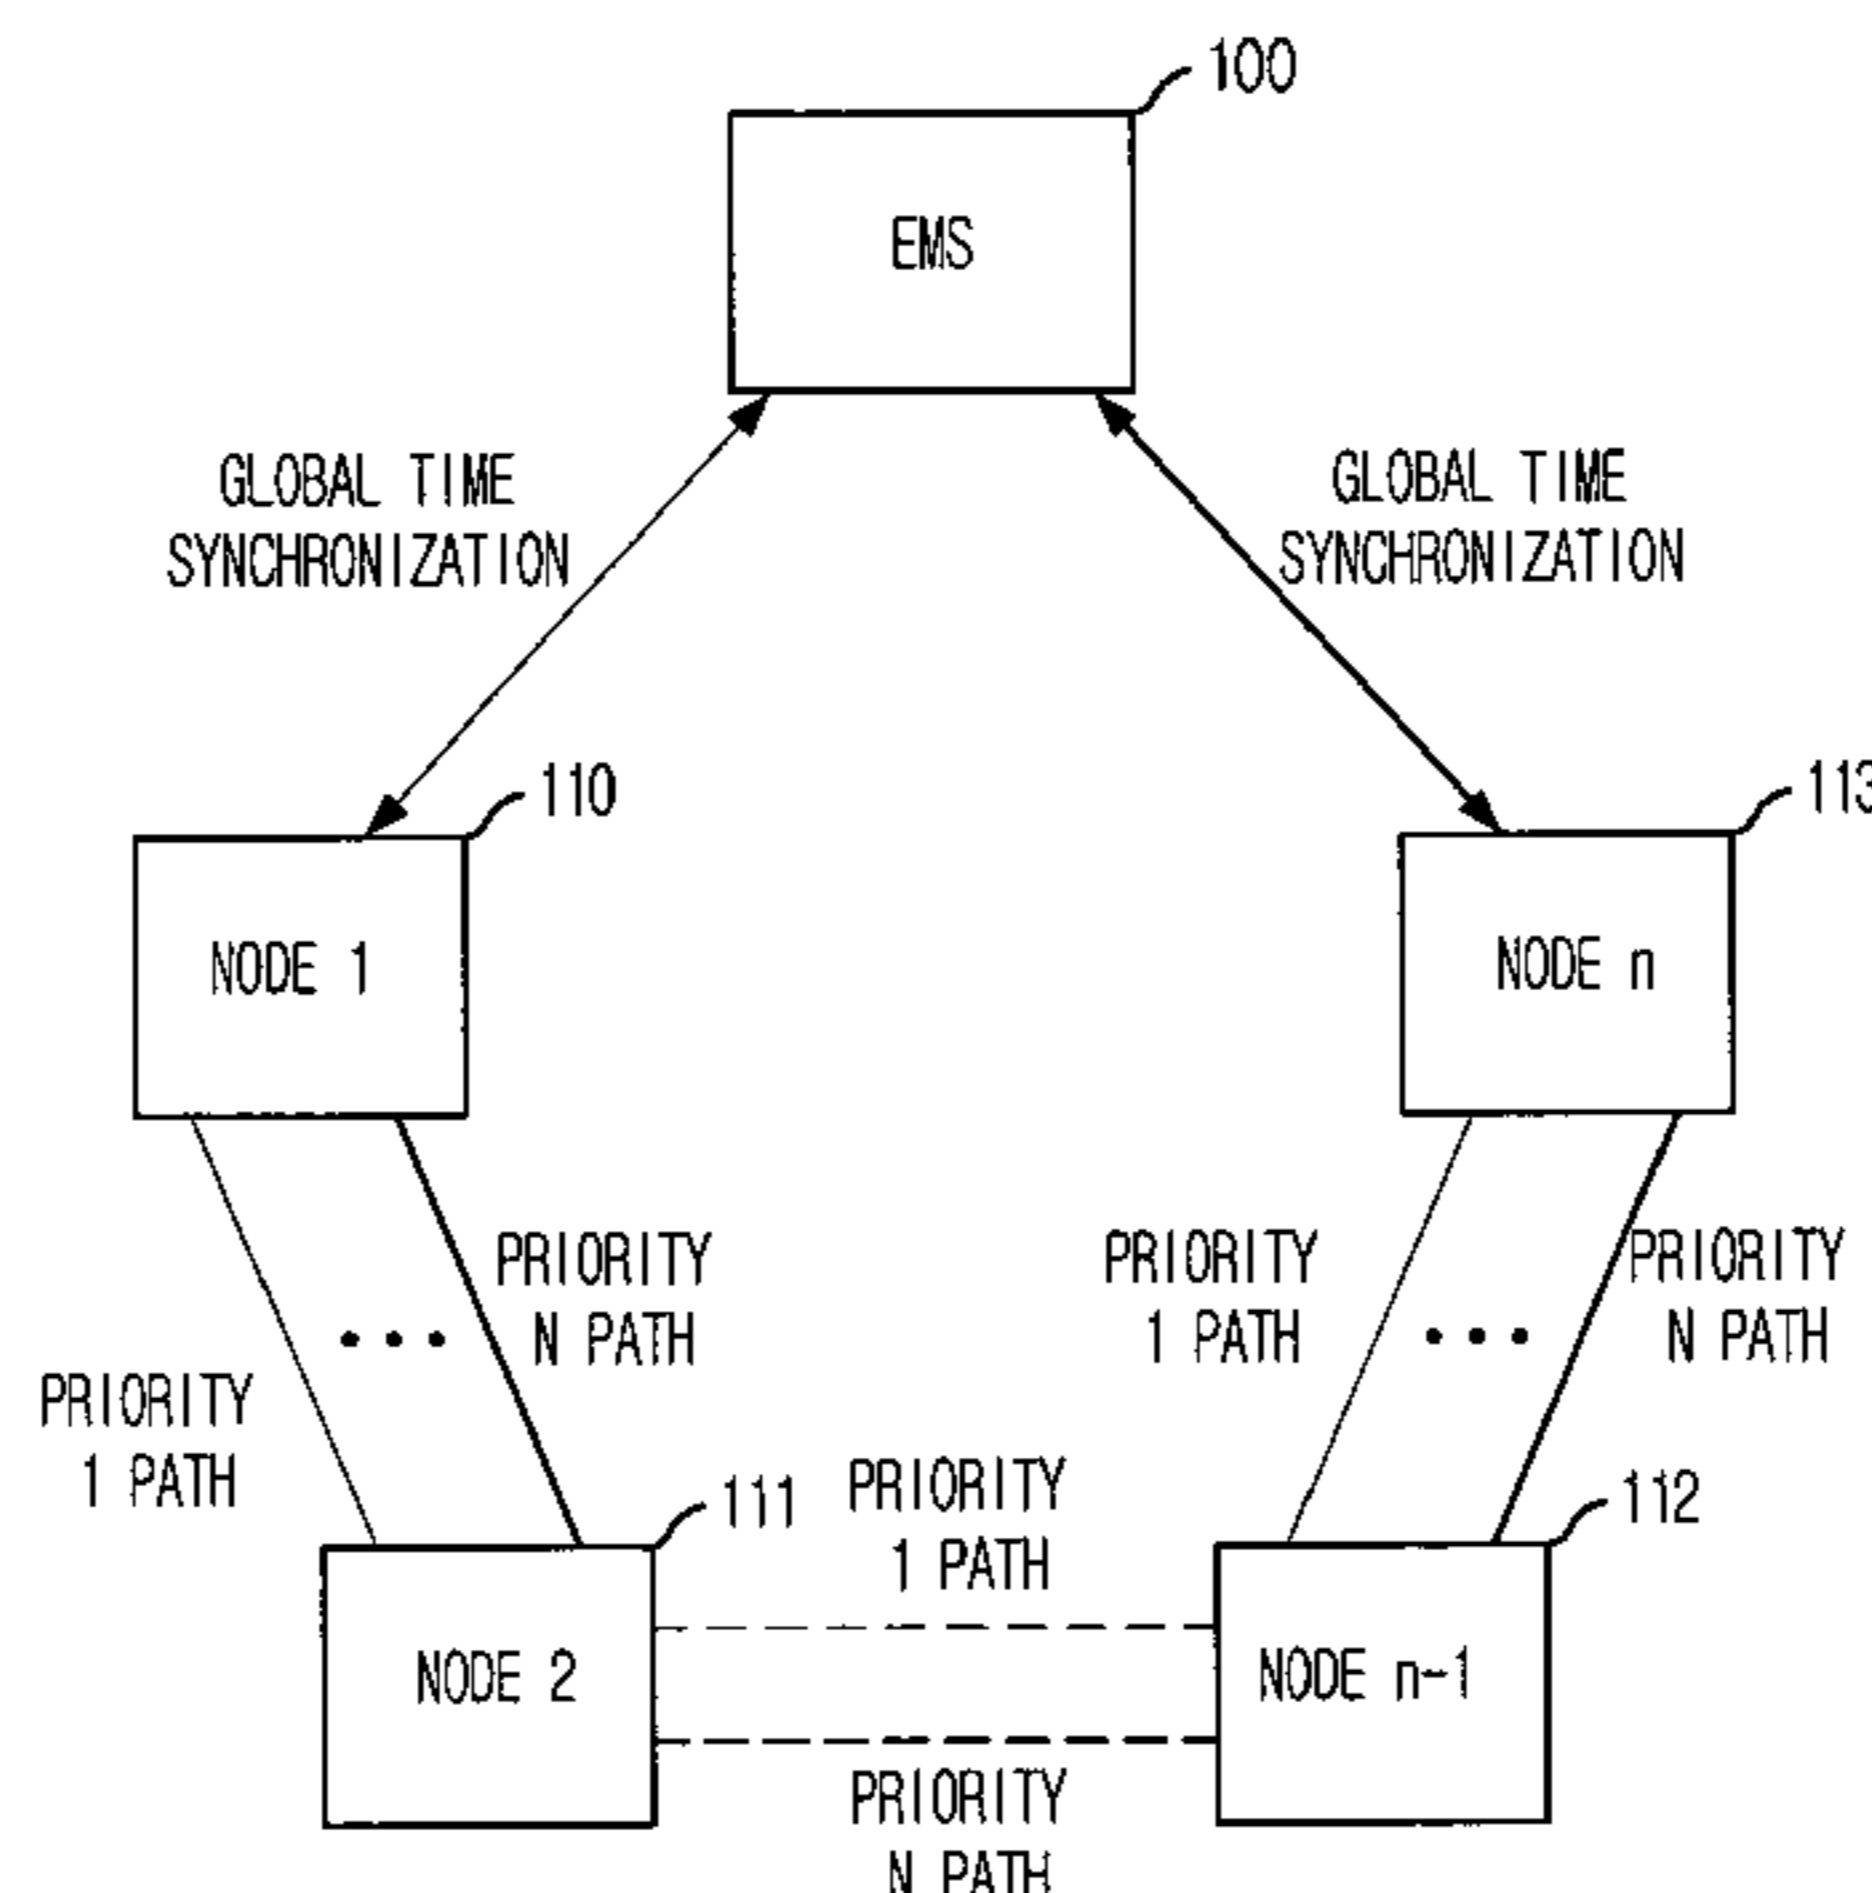 100
EMS
GLOBAL TIME
SYNCHRONIZATION
GLOBAL TIME
SYNCHRONIZATION
110
113
NODE 1
NODE n
PRIORITY
N PATH
PRIORITY
1 PATH
PRIORITY
N PATH
PRIORITY
1 PATH
111
PRIORITY
1 PATH
112
NODE 2
NODE n-1
PRIORITY
N PATH